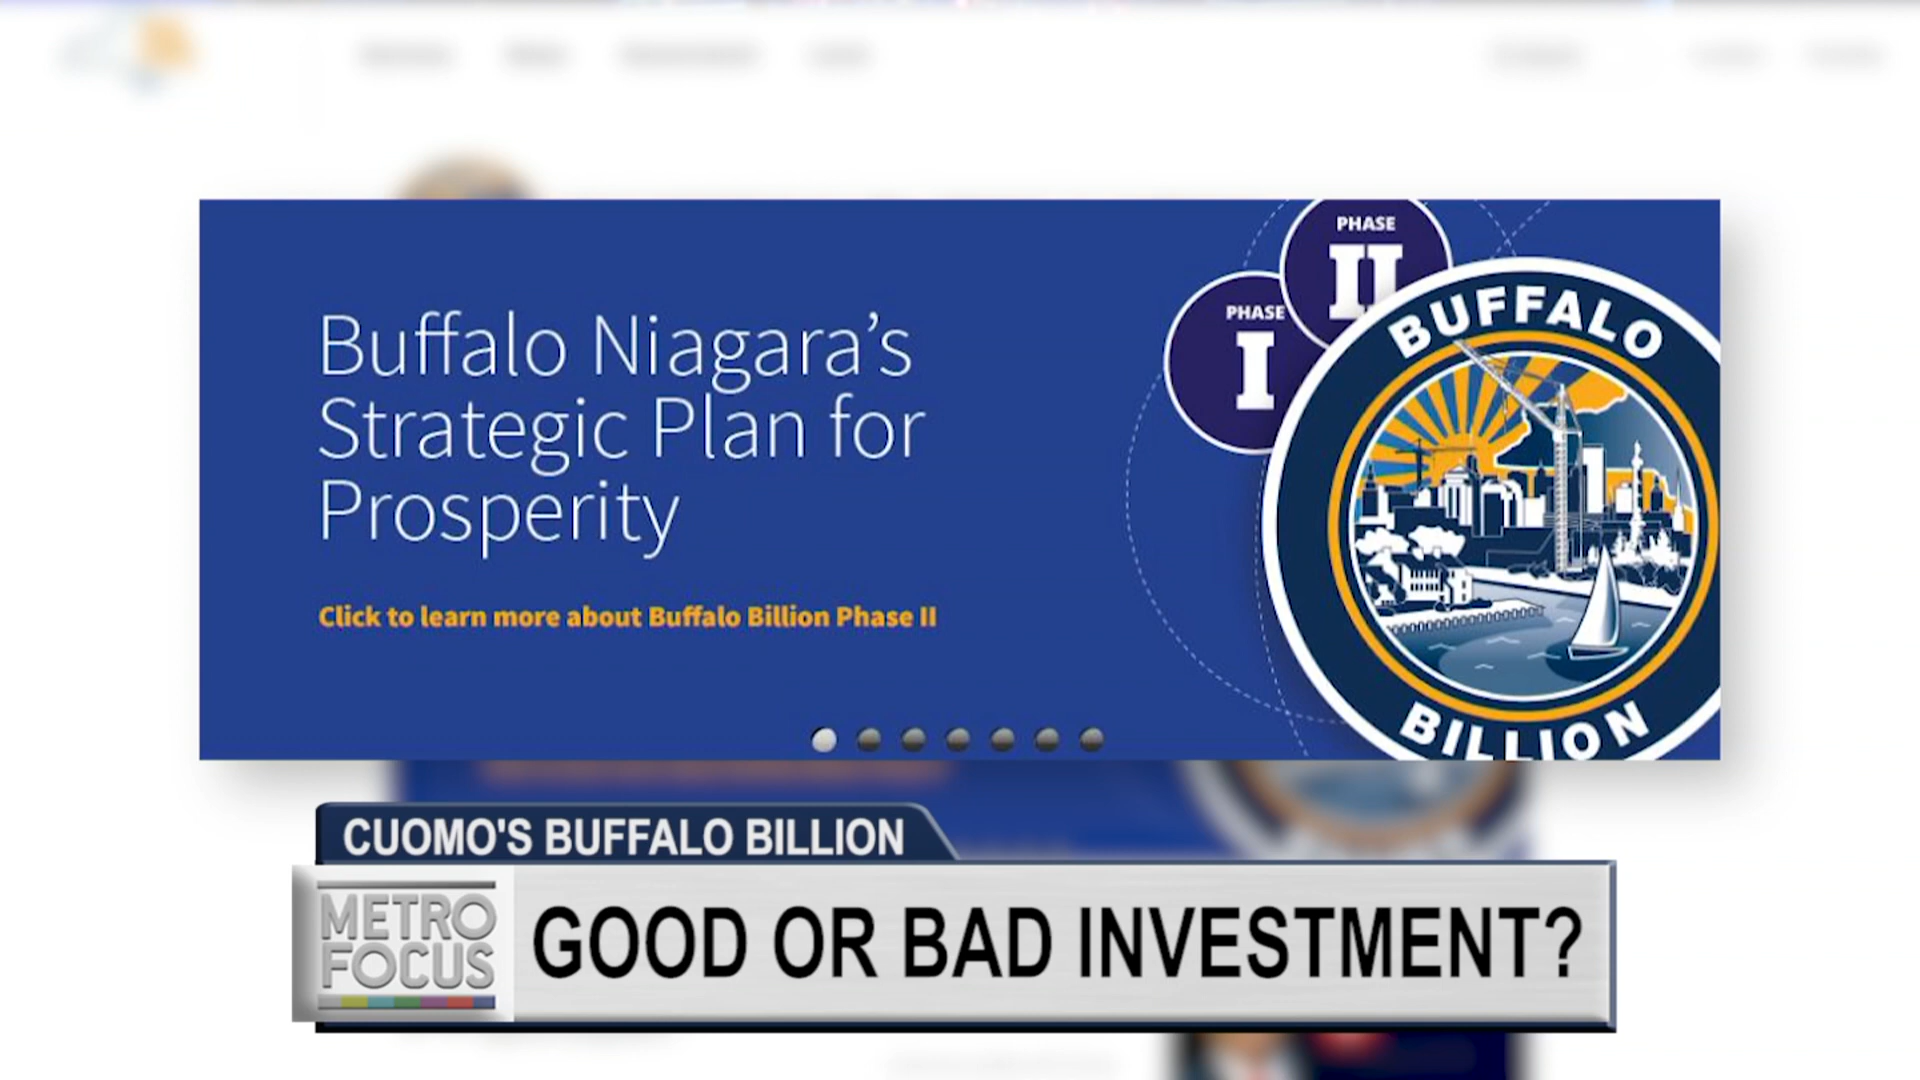 PHASE
II
PHASE
I
BUFFALO
BILLION
Buffalo Niagara’s
Strategic Plan for
Prosperity
Click to learn more about Buffalo Billion Phase II
CUOMO'S BUFFALO BILLION
METRO
FOCUS
GOOD OR BAD INVESTMENT?